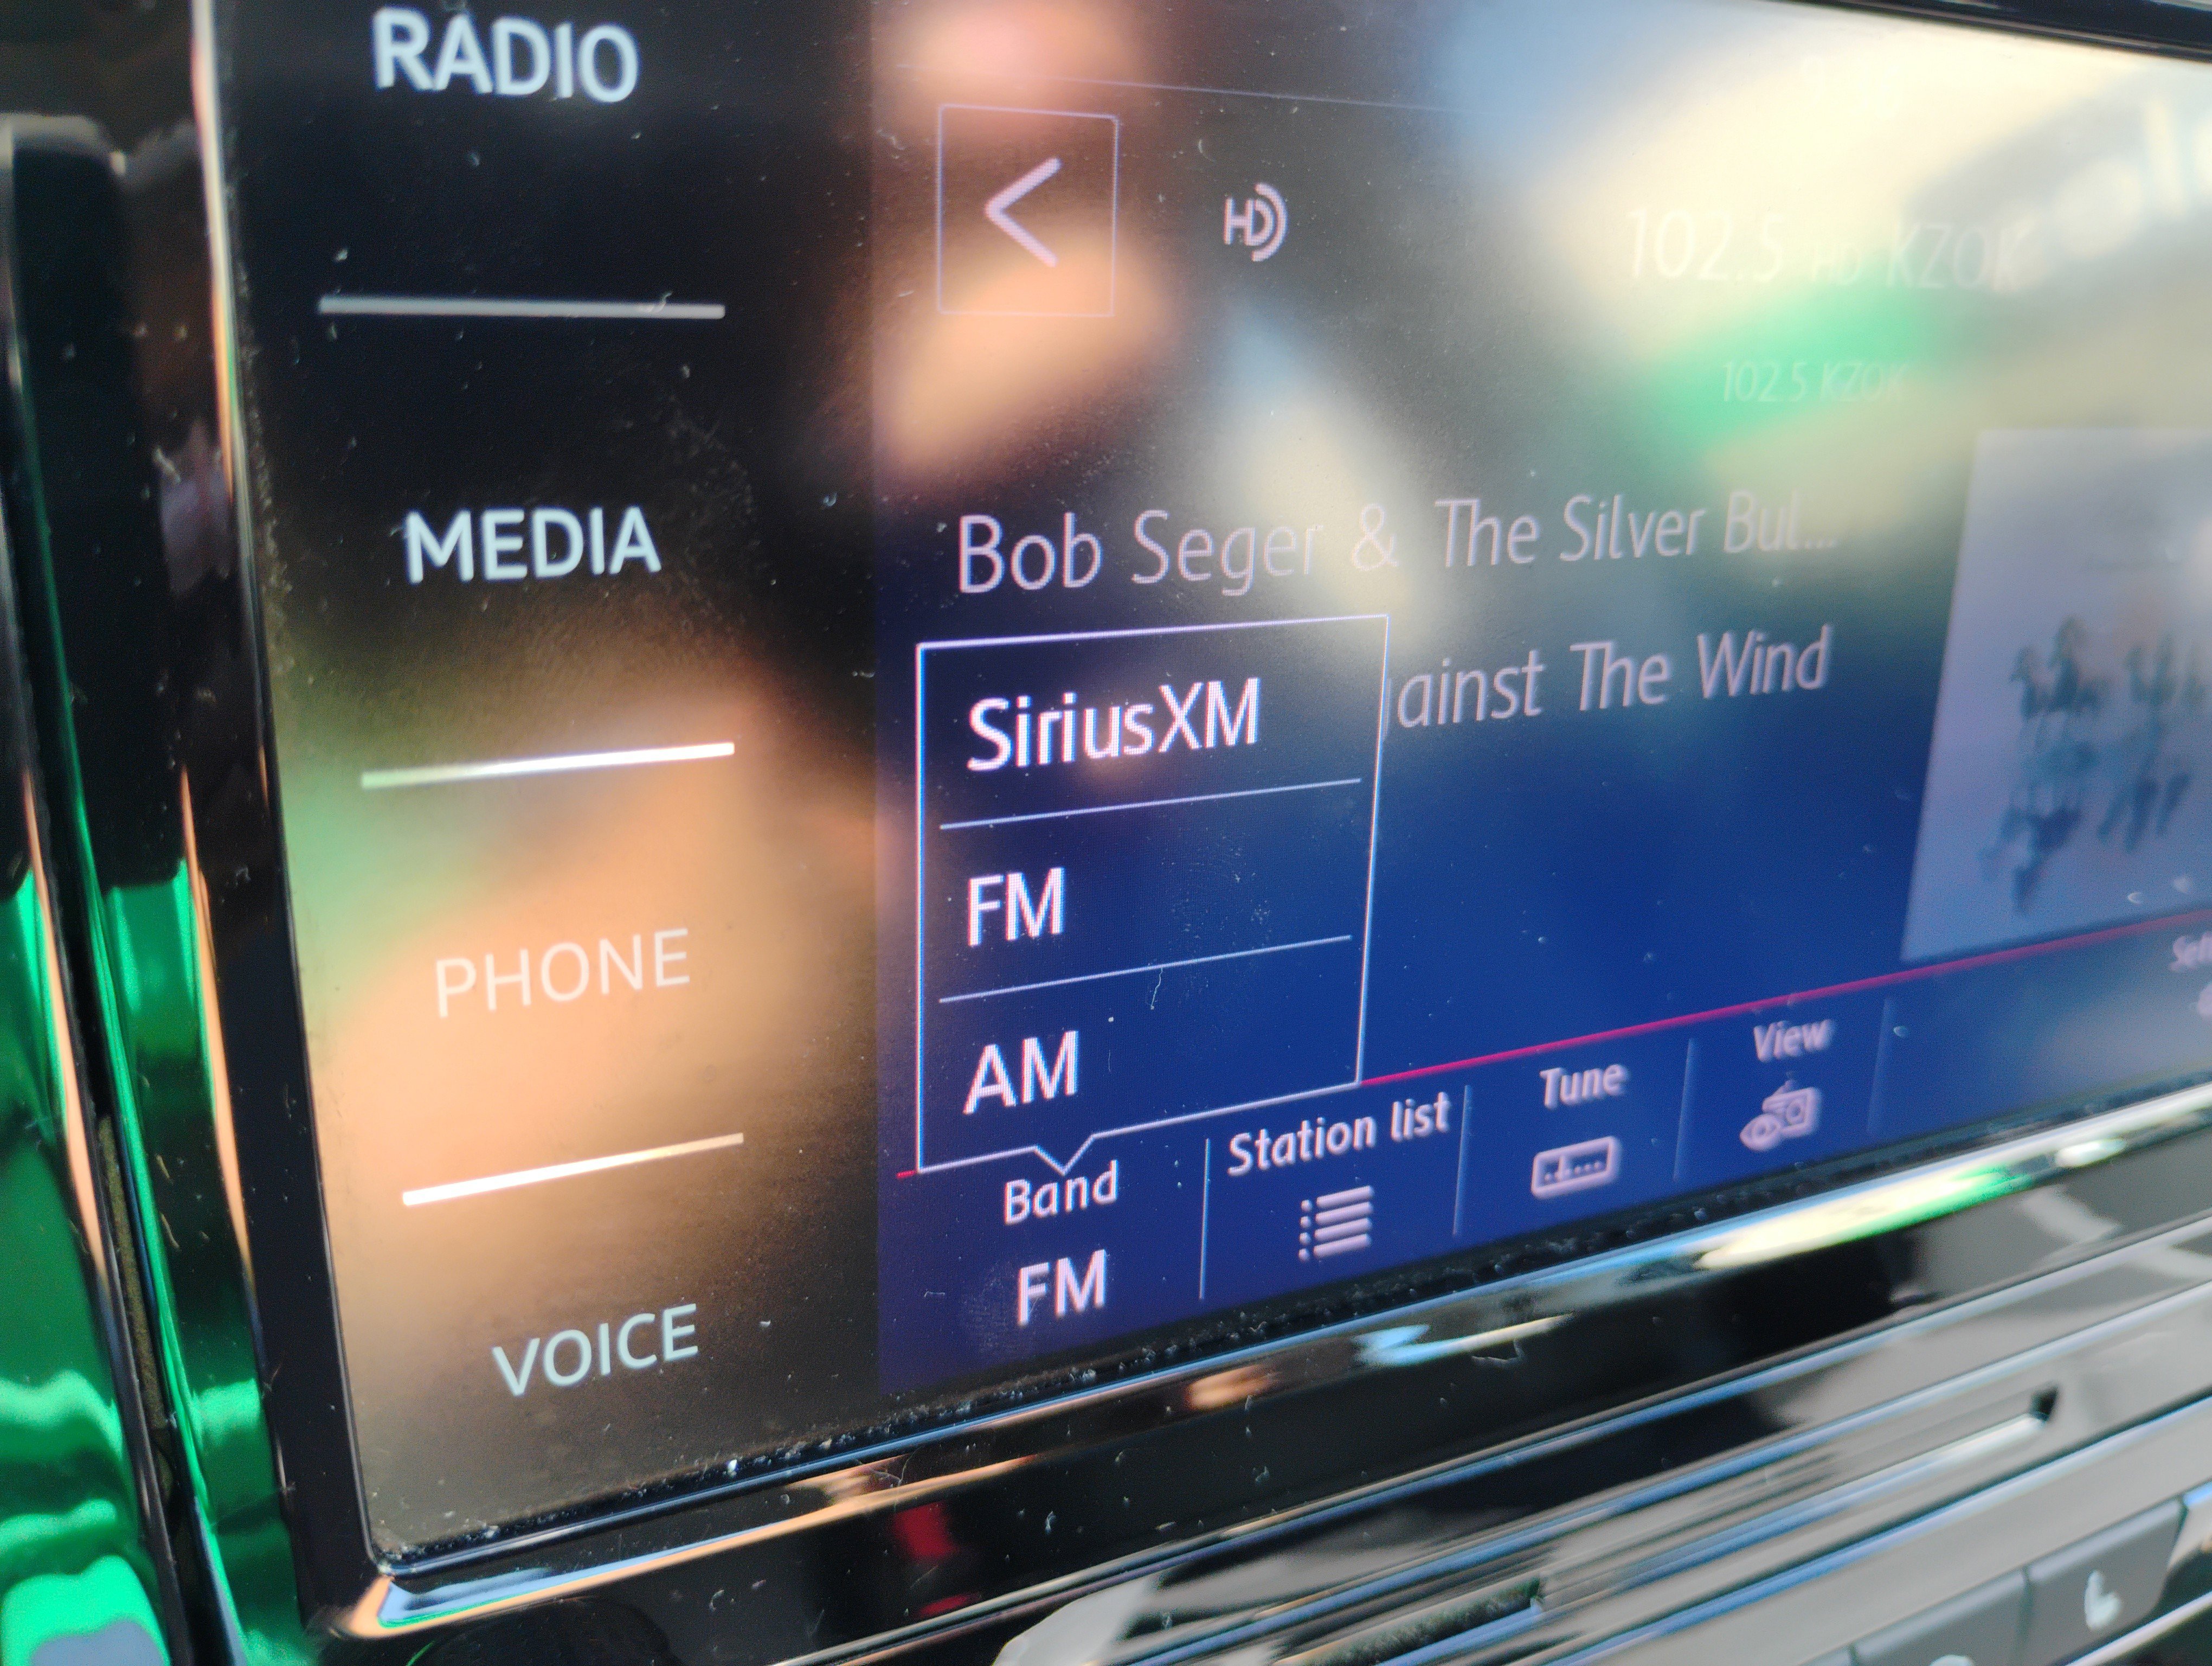 RADIO
HD
102.5 HD KZOK
102.5 KZOK
MEDIA
Bob Seger & The Silver Bul...
ainst The Wind
SiriusXM
FM
AM
PHONE
Band
FM
Station list
Tune
View
VOICE